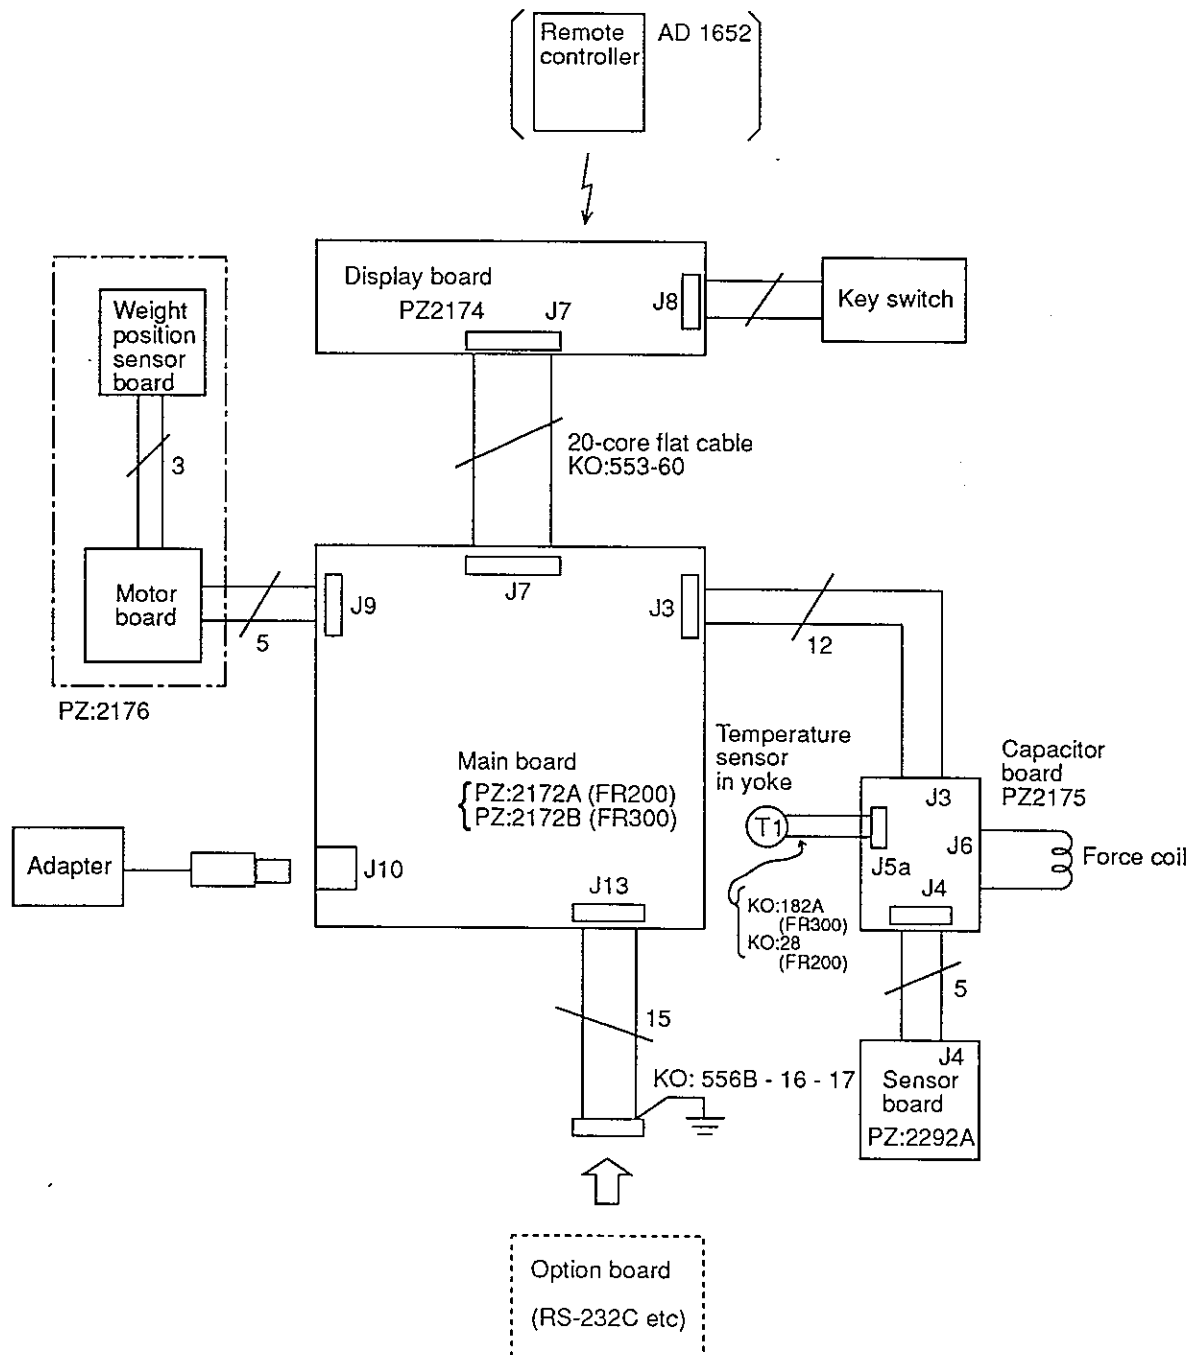 Remote
controller
AD 1652
Display board
PZ2174
J7
J8
Key switch
Weight
position
sensor
board
3
20-core flat cable
KO:553-60
Motor
board
5
PZ:2176
J9
J7
J3
12
Main board
PZ:2172A (FR200)
PZ:2172B (FR300)
Temperature
sensor
in yoke
T1
Capacitor
board
PZ2175
J3
J5a
J6
J4
Force coil
KO:182A
(FR300)
KO:28
(FR200)
Adapter
J10
J13
15
5
KO: 556B - 16 - 17
J4
Sensor
board
PZ:2292A
Option board
(RS-232C etc)